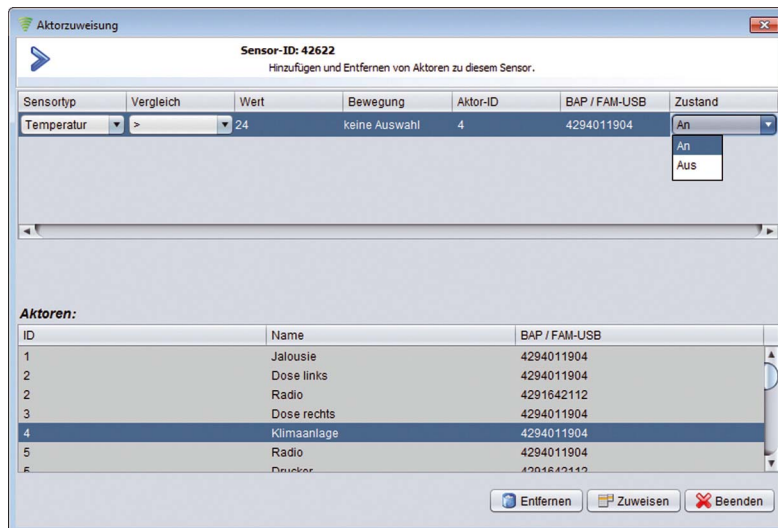 Aktorzuweisung
Sensor-ID: 42622
Hinzufügen und Entfernen von Aktoren zu diesem Sensor.
Sensortyp Vergleich Wert Bewegung Aktor-ID BAP / FAM-USB Zustand
Temperatur > 24 keine Auswahl 4 4294011904 An
An
Aus
Aktoren:
ID Name BAP / FAM-USB
1 Jalousie 4294011904
2 Dose links 4294011904
2 Radio 4291642112
3 Dose rechts 4294011904
4 Klimaanlage 4294011904
5 Radio 4294011904
5 Drucker 4291642112
Entfernen Zuweisen Beenden